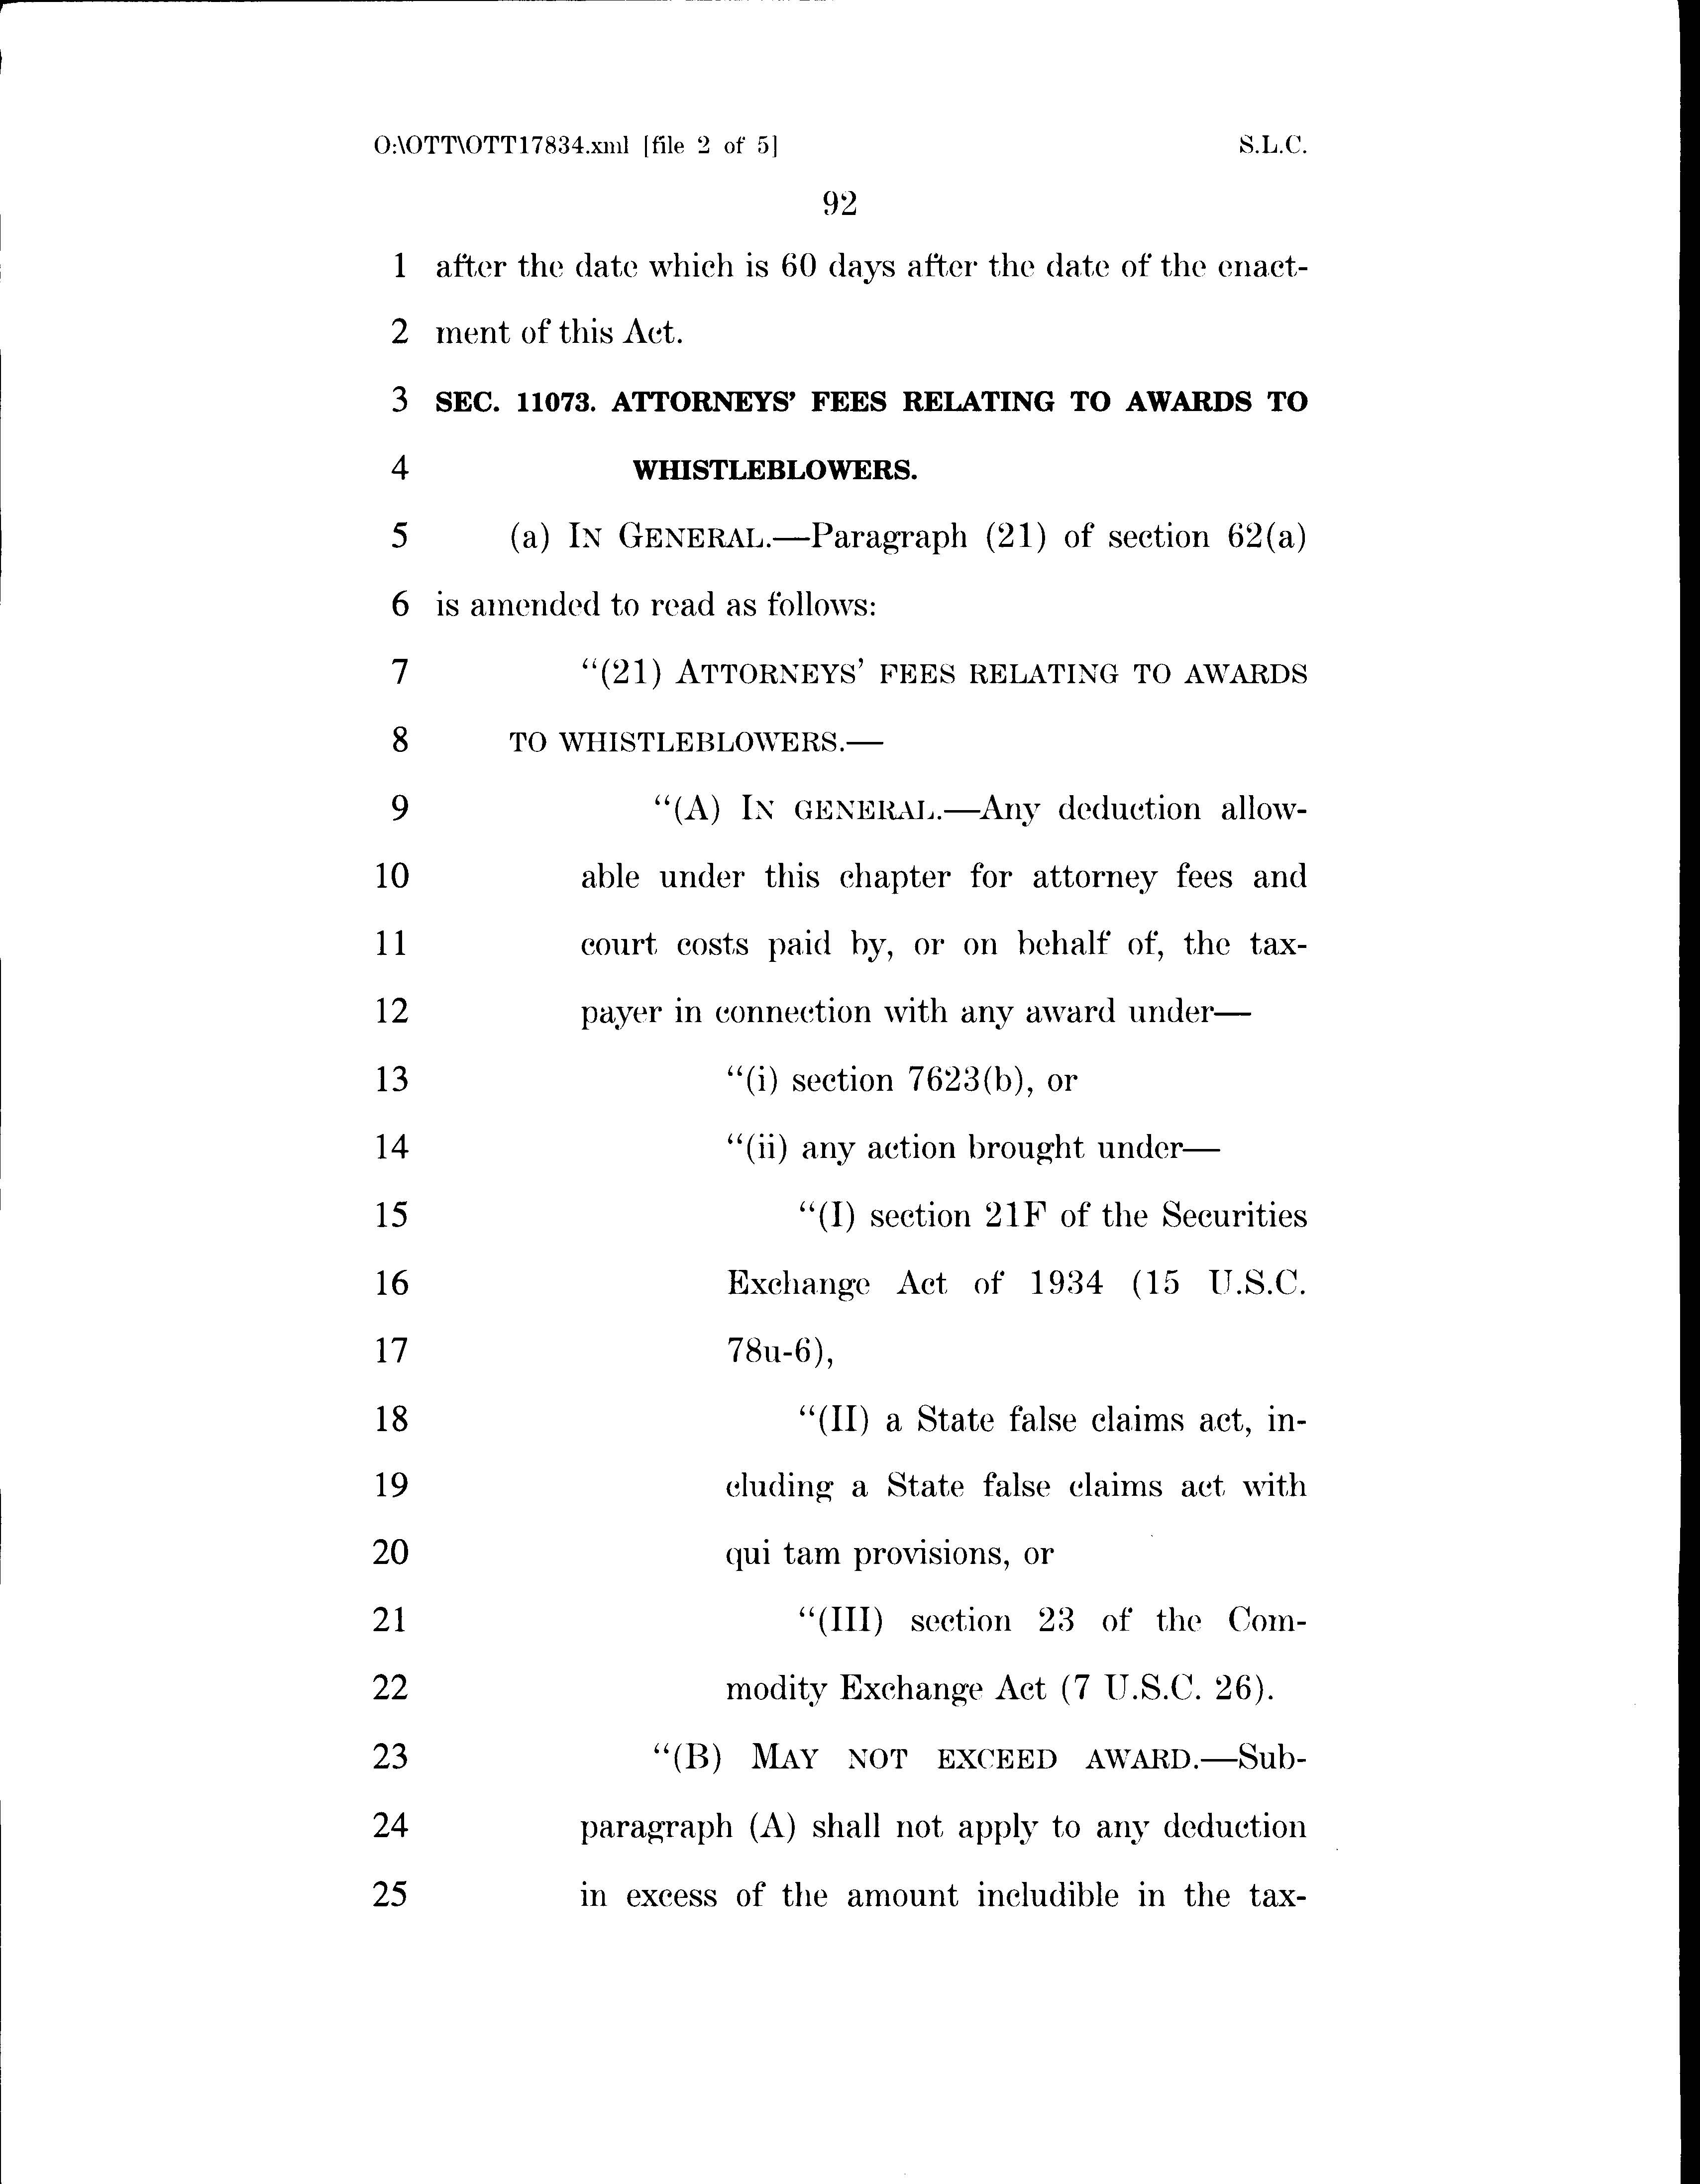 O:\OTT\OTT17834.xml [file 2 of 5] S.L.C.
92
1 after the date which is 60 days after the date of the enact-
2 ment of this Act.
3 SEC. 11073. ATTORNEYS’ FEES RELATING TO AWARDS TO
4 WHISTLEBLOWERS.
5 (a) IN GENERAL.—Paragraph (21) of section 62(a)
6 is amended to read as follows:
7 “(21) ATTORNEYS’ FEES RELATING TO AWARDS
8 TO WHISTLEBLOWERS.—
9 “(A) IN GENERAL.—Any deduction allow-
10 able under this chapter for attorney fees and
11 court costs paid by, or on behalf of, the tax-
12 payer in connection with any award under—
13 “(i) section 7623(b), or
14 “(ii) any action brought under—
15 “(I) section 21F of the Securities
16 Exchange Act of 1934 (15 U.S.C.
17 78u-6),
18 “(II) a State false claims act, in-
19 cluding a State false claims act with
20 qui tam provisions, or
21 “(III) section 23 of the Com-
22 modity Exchange Act (7 U.S.C. 26).
23 “(B) MAY NOT EXCEED AWARD.—Sub-
24 paragraph (A) shall not apply to any deduction
25 in excess of the amount includible in the tax-